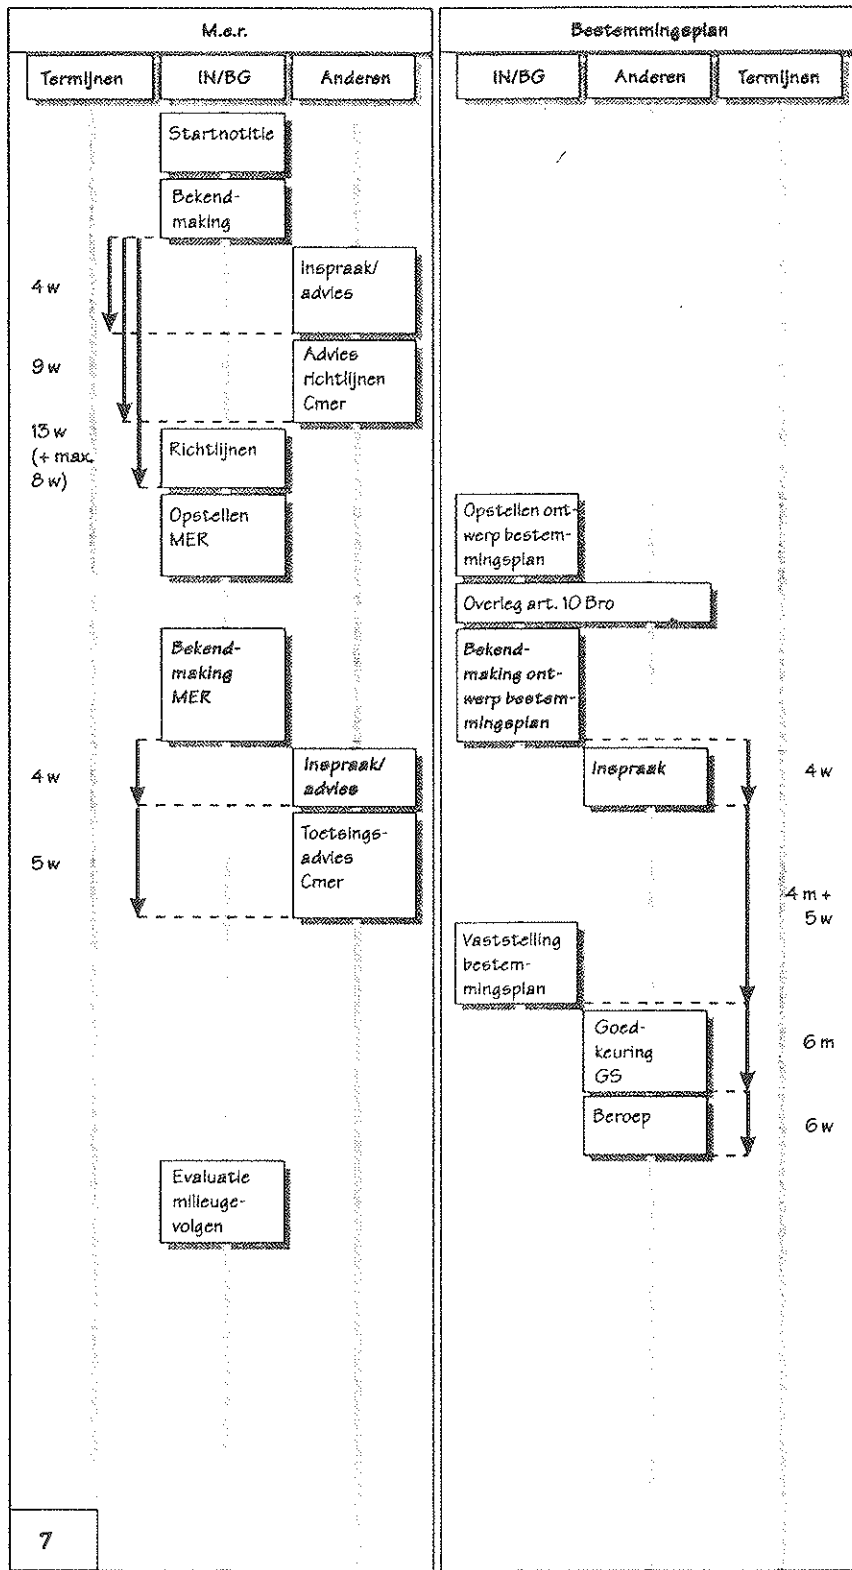 M.e.r.
Termijnen
IN/BG
Anderen
Startnotitie
Bekend-
making
4 w
Inspraak/
advies
9 w
Advies
richtlijnen
Cmer
13 w
(+ max.
8 w)
Richtlijnen
Opstellen
MER
Bekend-
making
MER
4 w
Inspraak/
advies
5 w
Toetsings-
advies
Cmer
Evaluatie
milieuge-
volgen
7
Bestemmingsplan
IN/BG
Anderen
Termijnen
Opstellen ont-
werp bestem-
mingsplan
Overleg art. 10 Bro
Bekend-
making ont-
werp bestem-
mingsplan
Inspraak
4 w
4 m +
5 w
Vaststelling
bestem-
mingsplan
Goed-
keuring
GS
6 m
Beroep
6 w